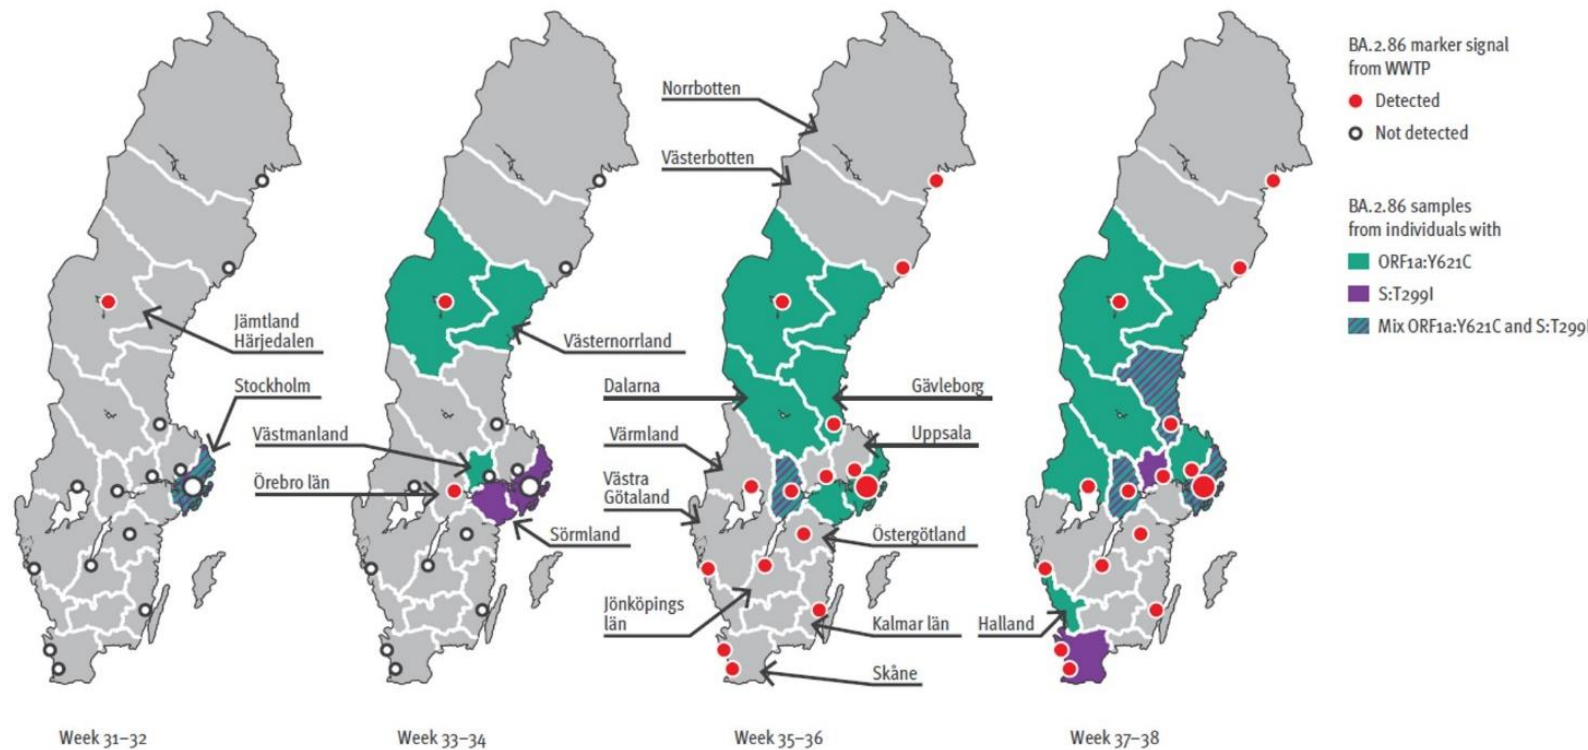 Norrbotten
Västerbotten
Jämtland
Härjedalen
Stockholm
Västernorrland
Västmanland
Örebro län
Sörmland
Dalarna
Gävleborg
Värmland
Uppsala
Västra
Götaland
Östergötland
Jönköpings
län
Kalmar län
Skåne
Halland
BA.2.86 marker signal
from WWTP
Detected
Not detected
BA.2.86 samples
from individuals with
ORF1a:Y621C
S:T299I
Mix ORF1a:Y621C and S:T299I
Week 31–32
Week 33–34
Week 35–36
Week 37–38